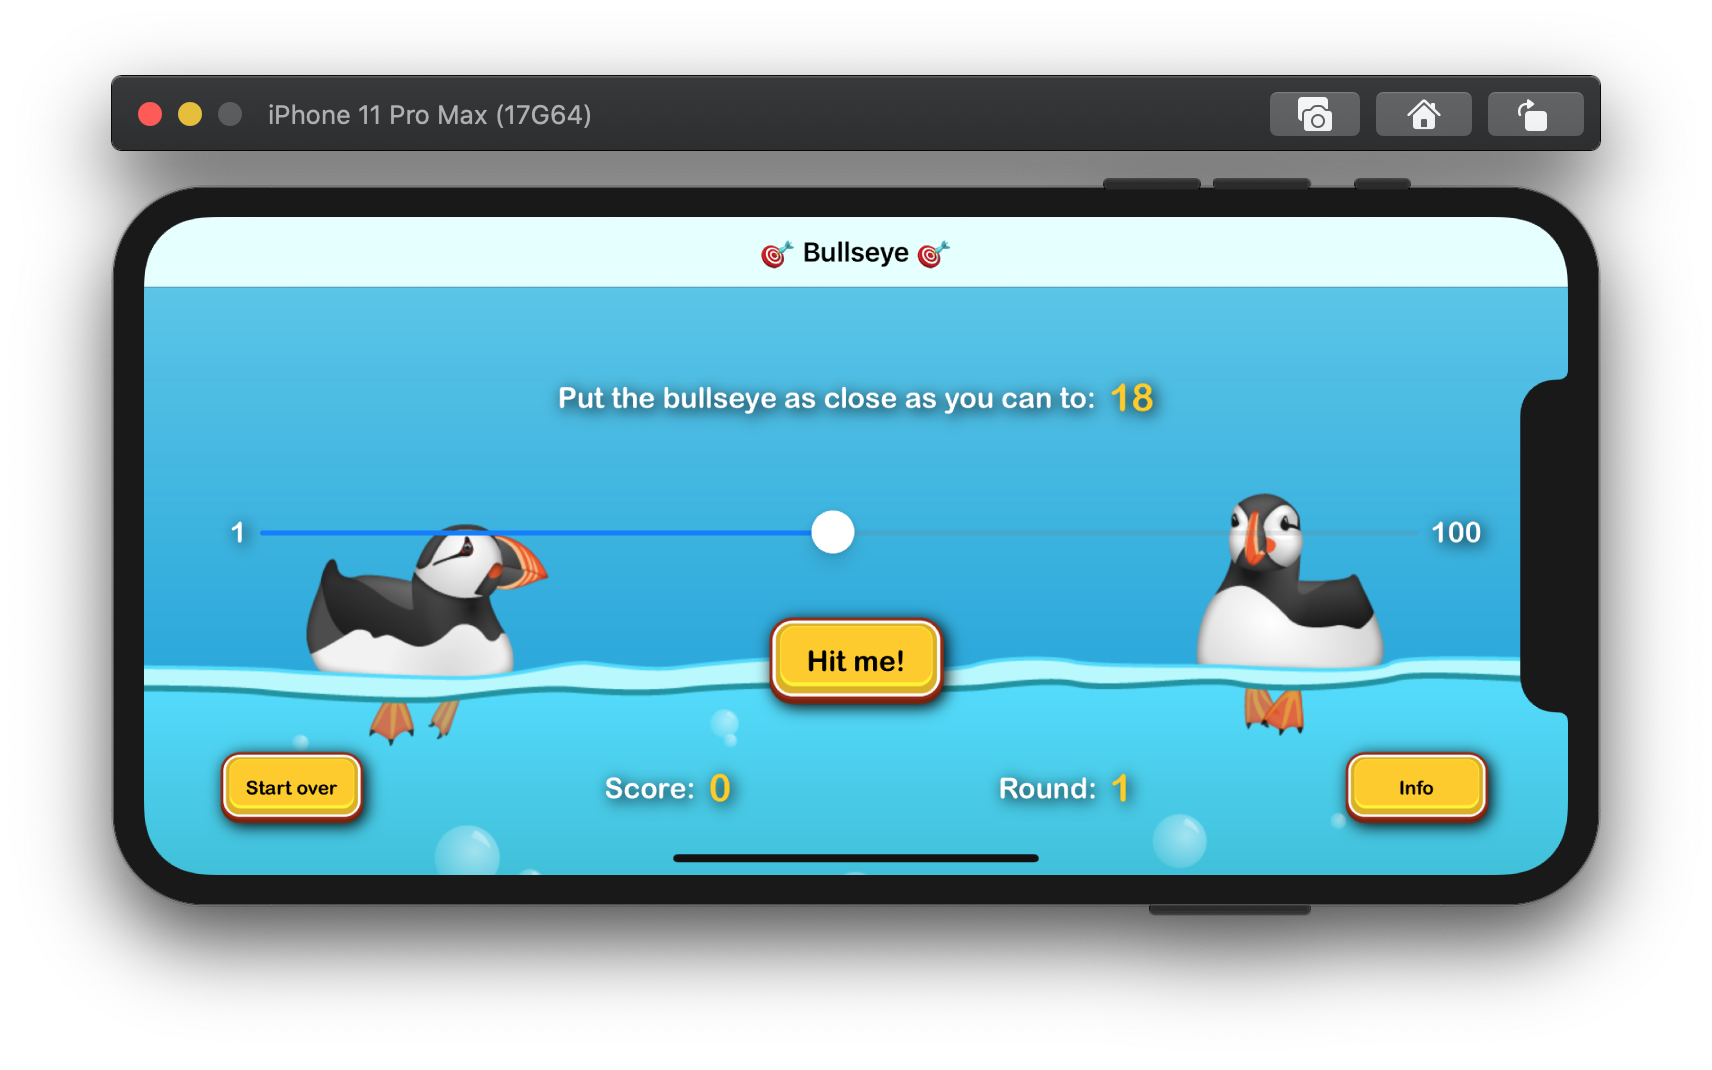 iPhone 11 Pro Max (17G64)
🎯 Bullseye 🎯
Put the bullseye as close as you can to: 18
1 100
Hit me!
Start over Score: 0 Round: 1 Info